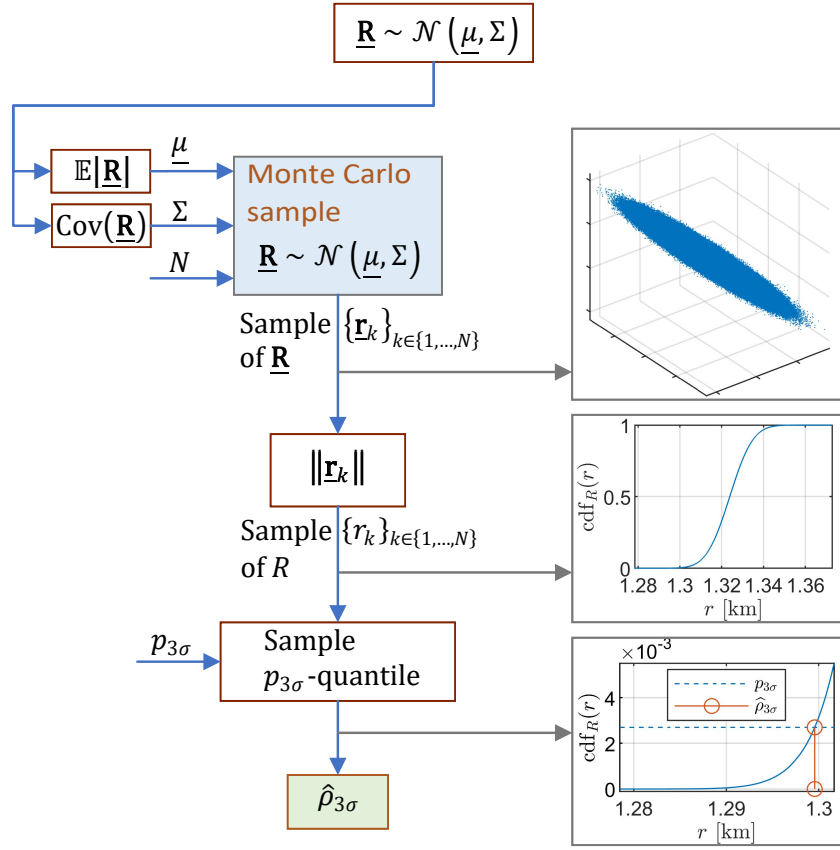 R ~ 𝒩(μ, Σ)
𝔼|R|
μ
Cov(R)
Σ
N
Monte Carlo
sample
R ~ 𝒩(μ, Σ)
Sample {r_k}_{k∈{1,…,N}}
of R
‖r_k‖
Sample {r_k}_{k∈{1,…,N}}
of R
p_{3σ}
Sample
p_{3σ}-quantile
ρ̂_{3σ}
1
0.5
0
cdf_R(r)
1.28 1.3 1.32 1.34 1.36
r [km]
×10^{-3}
4
2
0
cdf_R(r)
p_{3σ}
ρ̂_{3σ}
1.28 1.29 1.3
r [km]